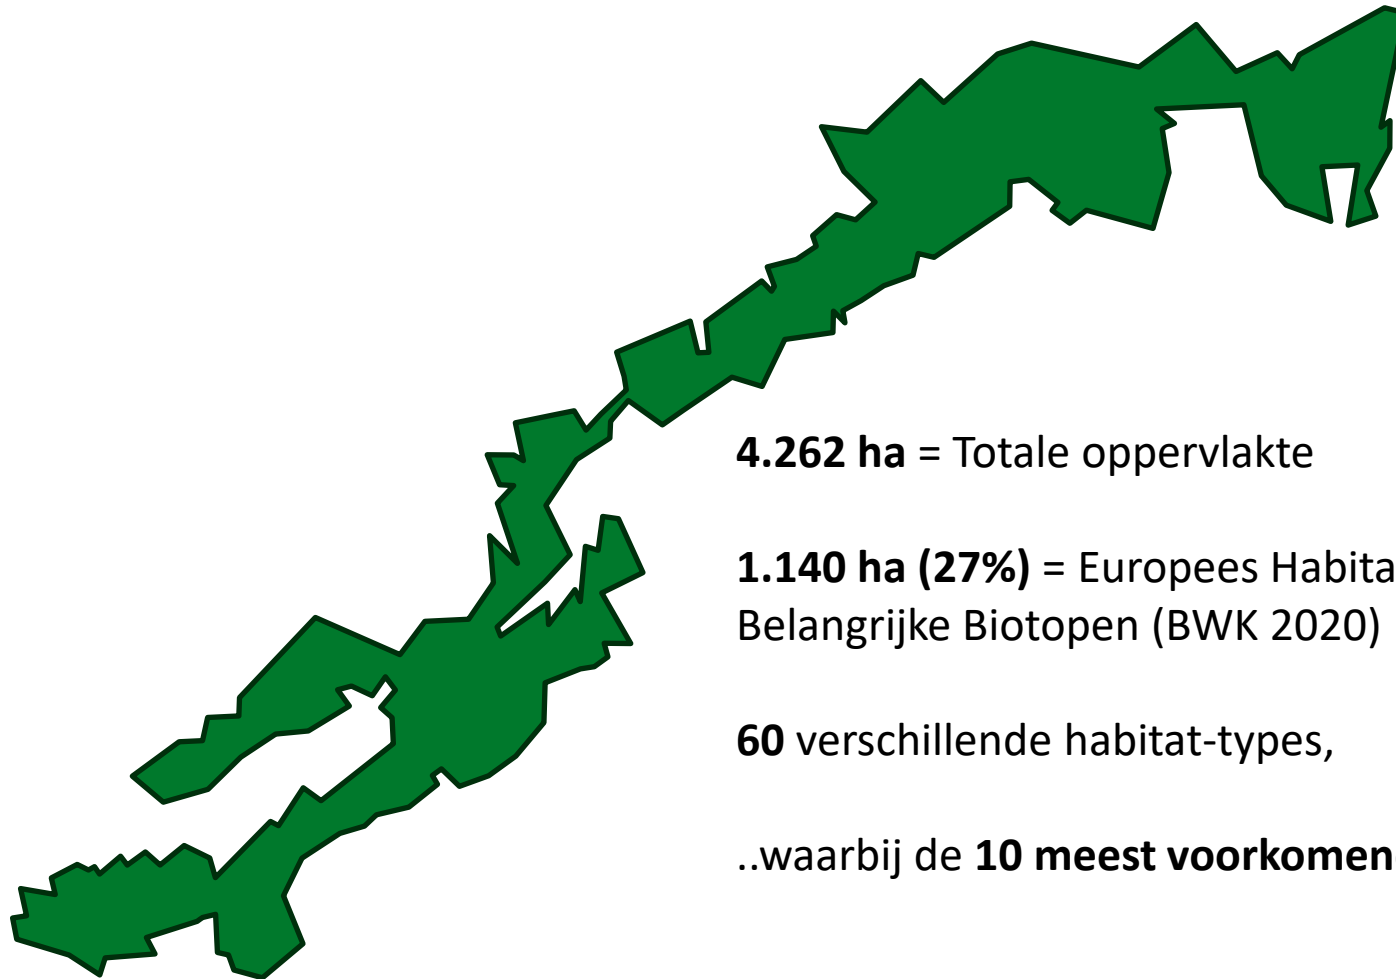 4.262 ha = Totale oppervlakte
1.140 ha (27%) = Europees Habita
Belangrijke Biotopen (BWK 2020)
60 verschillende habitat-types,
..waarbij de 10 meest voorkomen